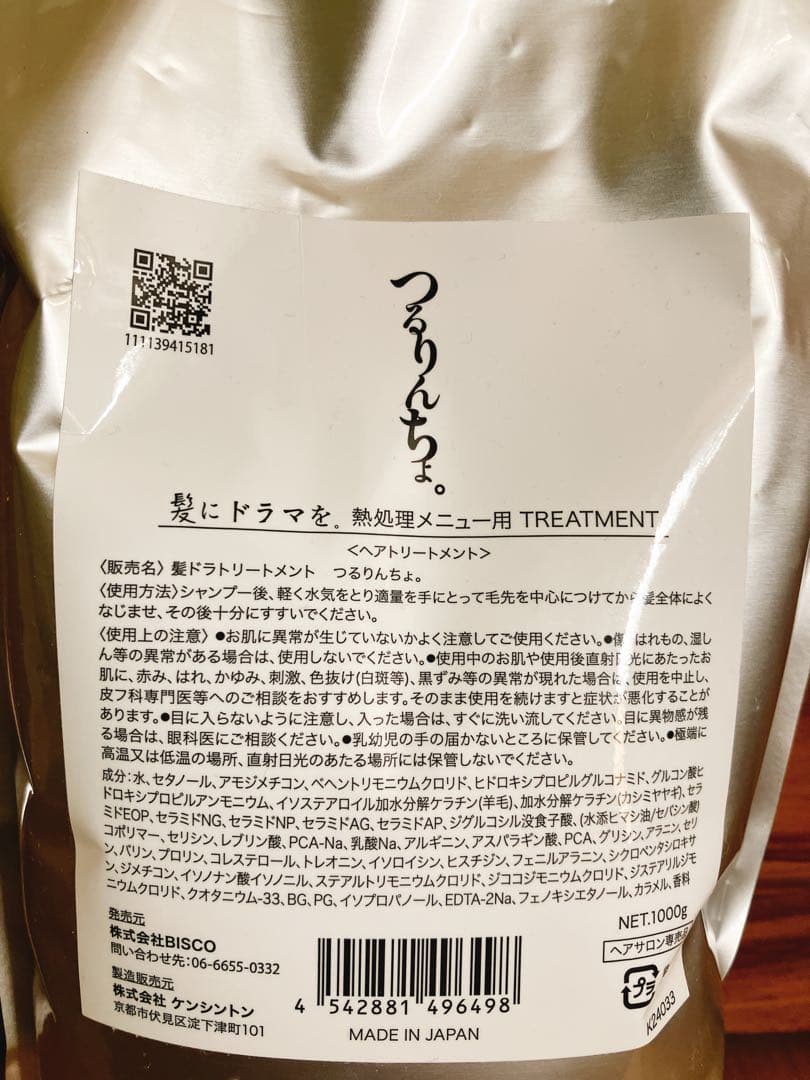 111139415181
つるりんちょ。
髪にドラマを。熱処理メニュー用 TREATMENT
＜ヘアトリートメント＞
〈販売名〉髪ドラトリートメント　つるりんちょ。
〈使用方法〉シャンプー後、軽く水気をとり適量を手にとって毛先を中心につけてから髪全体によく
なじませ、その後十分にすすいでください。
〈使用上の注意〉●お肌に異常が生じていないかよく注意してご使用ください。●傷、はれもの、湿し
ん等の異常がある場合は、使用しないでください。●使用中のお肌や使用後直射日光にあたったお
肌に、赤み、はれ、かゆみ、刺激、色抜け(白斑等)、黒ずみ等の異常が現れた場合は、使用を中止し、
皮フ科専門医等へのご相談をおすすめします。そのまま使用を続けますと症状が悪化することが
あります。●目に入らないように注意し、入った場合は、すぐに洗い流してください。目に異物感が残
る場合は、眼科医にご相談ください。●乳幼児の手の届かないところに保管してください。●極端に
高温又は低温の場所、直射日光のあたる場所には保管しないでください。
成分：水、セタノール、アモジメチコン、ベヘントリモニウムクロリド、ヒドロキシプロピルグルコナミド、グルコン酸ヒ
ドロキシプロピルアンモニウム、イソステアロイル加水分解ケラチン(羊毛)、加水分解ケラチン(カシミヤヤギ)、セラ
ミドEOP、セラミドNG、セラミドNP、セラミドAG、セラミドAP、ジグルコシル没食子酸、(水添ヒマシ油/セバシン酸)
コポリマー、セリシン、レブリン酸、PCA-Na、乳酸Na、アルギニン、アスパラギン酸、PCA、グリシン、アラニン、セリ
ン、バリン、プロリン、コレステロール、トレオニン、イソロイシン、ヒスチジン、フェニルアラニン、シクロペンタシロキサ
ン、ジメチコン、イソノナン酸イソノニル、ステアルトリモニウムクロリド、ジココジモニウムクロリド、ジステアリルジモ
ニウムクロリド、クオタニウム-33、BG、PG、イソプロパノール、EDTA-2Na、フェノキシエタノール、カラメル、香料
発売元
株式会社BISCO
問い合わせ先：06-6655-0332
製造販売元
株式会社 ケンシントン
京都市伏見区淀下津町101
4 542881 496498
MADE IN JAPAN
NET.1000g
ヘアサロン専売品
プラ
K24033